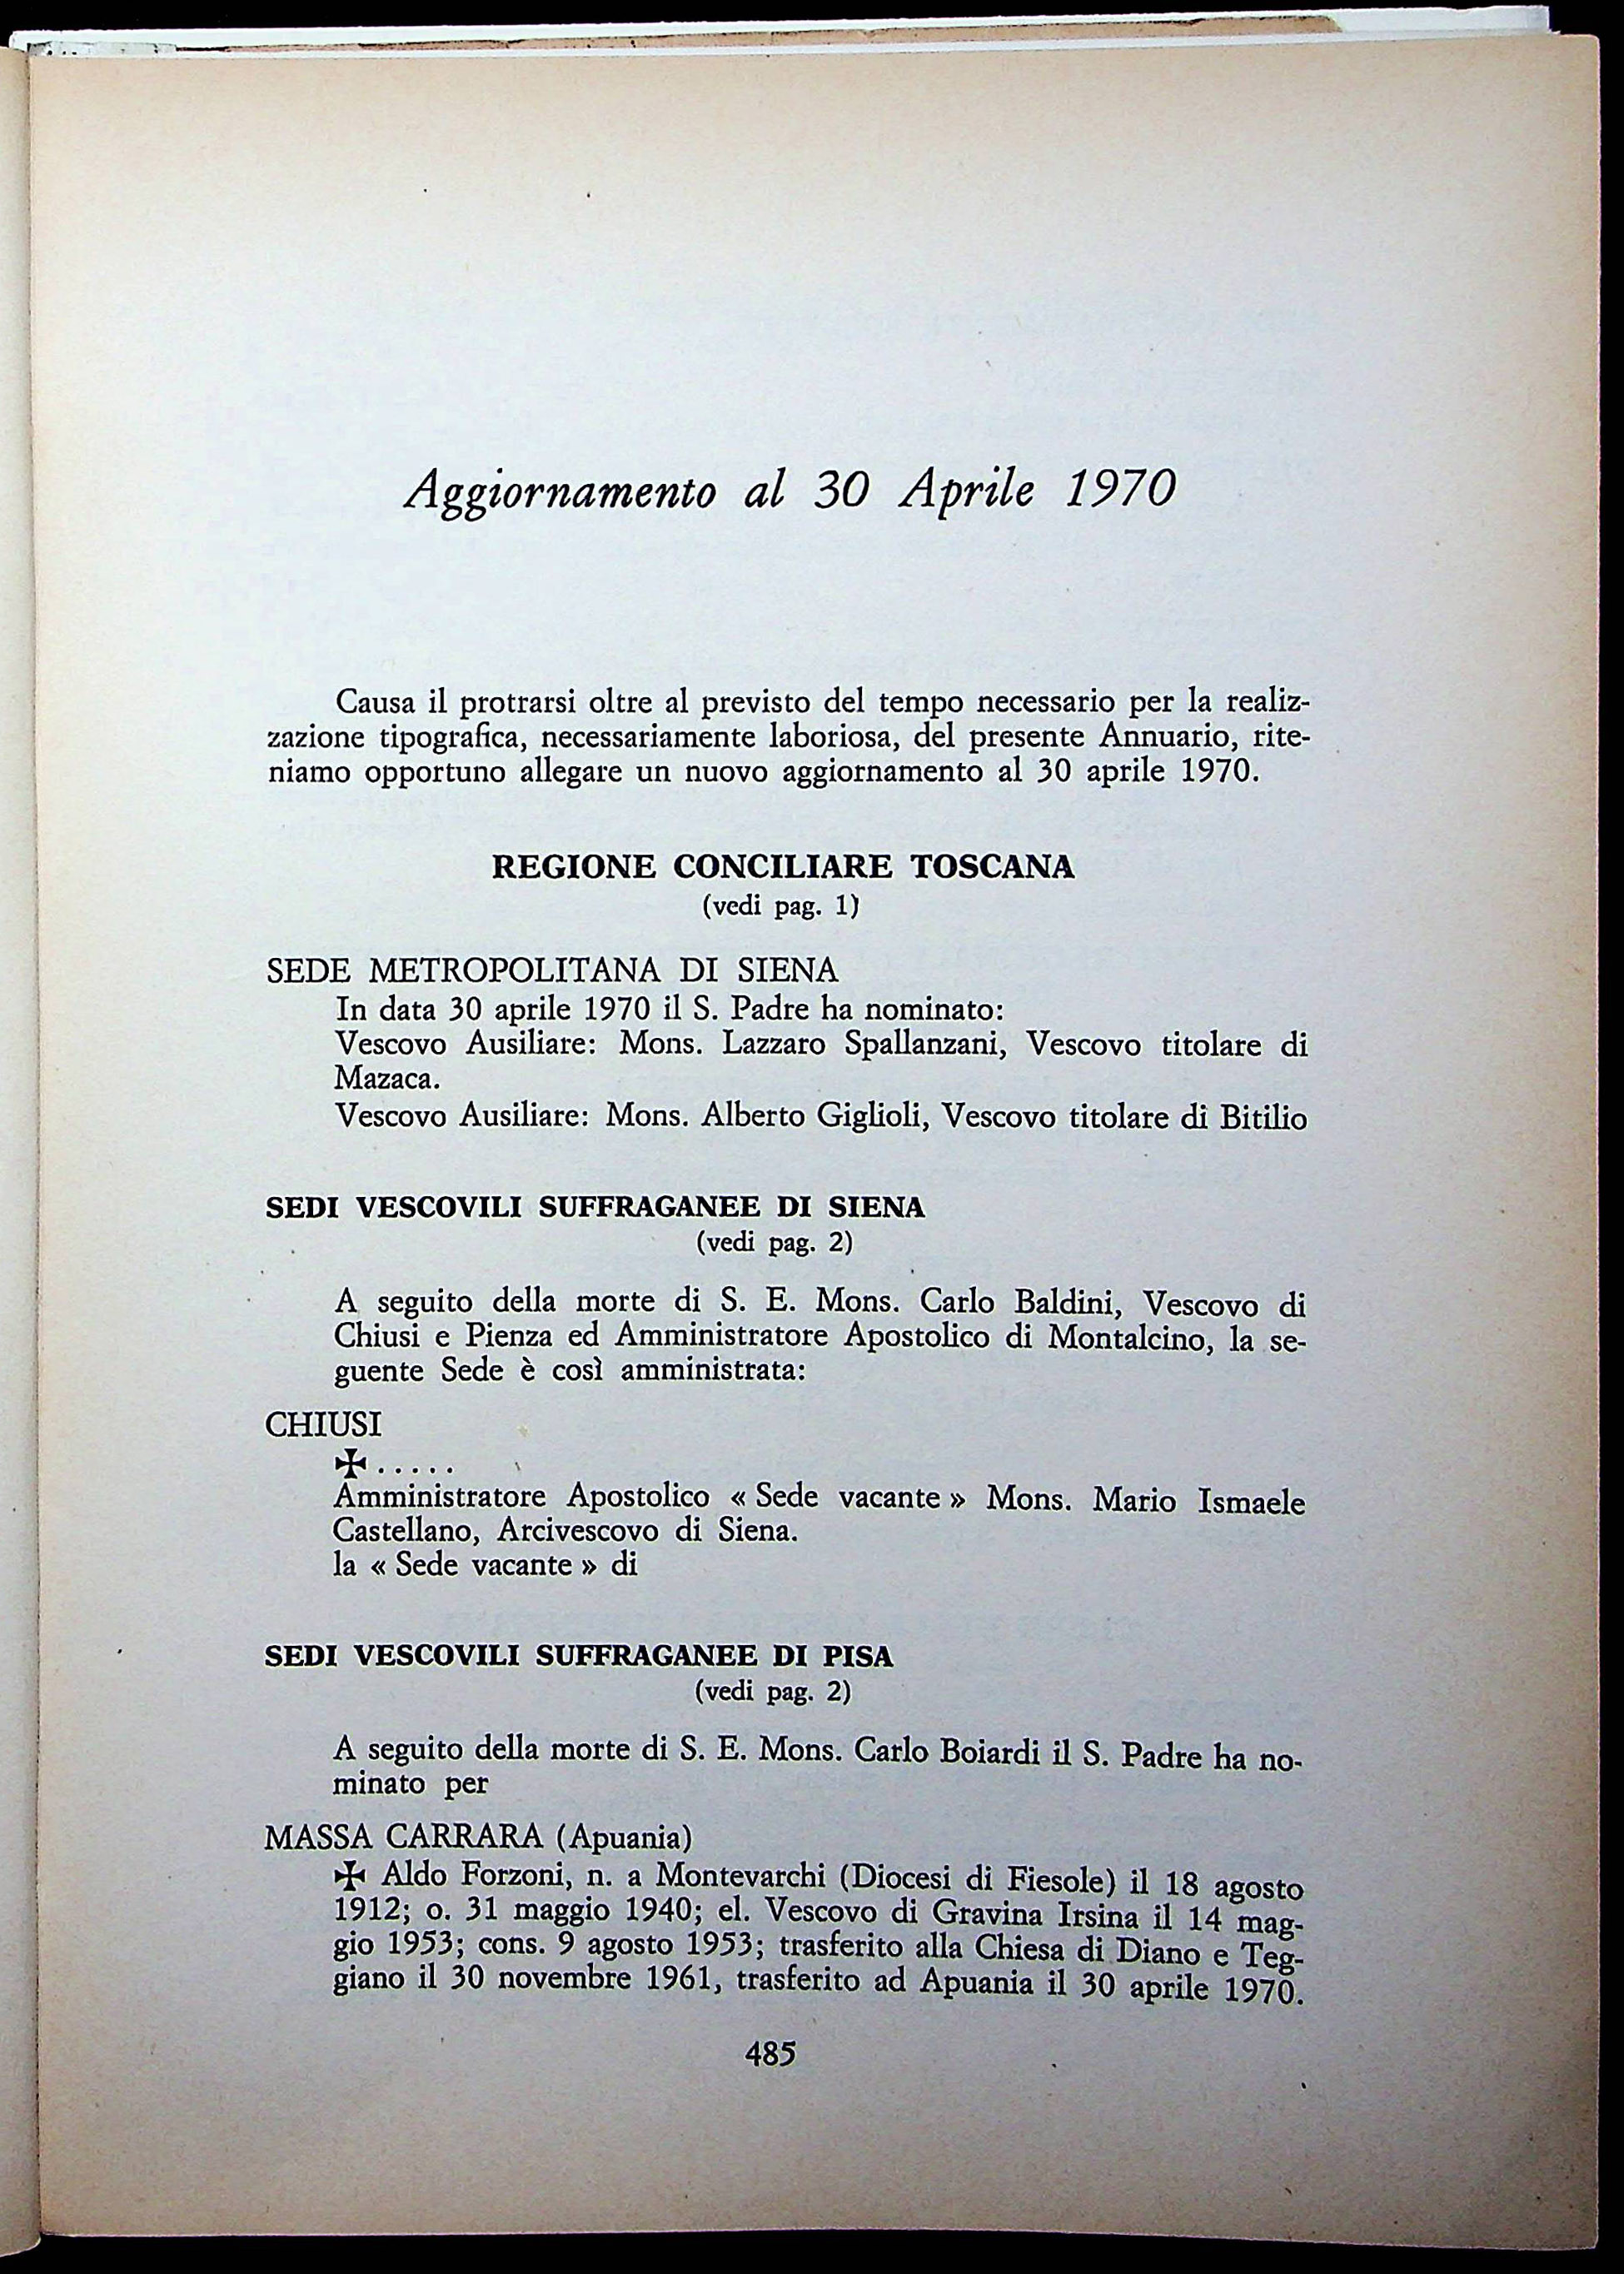 Aggiornamento al 30 Aprile 1970
Causa il protrarsi oltre al previsto del tempo necessario per la realiz-
zazione tipografica, necessariamente laboriosa, del presente Annuario, rite-
niamo opportuno allegare un nuovo aggiornamento al 30 aprile 1970.
REGIONE CONCILIARE TOSCANA
(vedi pag. 1)
SEDE METROPOLITANA DI SIENA
In data 30 aprile 1970 il S. Padre ha nominato:
Vescovo Ausiliare: Mons. Lazzaro Spallanzani, Vescovo titolare di
Mazaca.
Vescovo Ausiliare: Mons. Alberto Giglioli, Vescovo titolare di Bitilio
SEDI VESCOVILI SUFFRAGANEE DI SIENA
(vedi pag. 2)
A seguito della morte di S. E. Mons. Carlo Baldini, Vescovo di
Chiusi e Pienza ed Amministratore Apostolico di Montalcino, la se-
guente Sede è così amministrata:
CHIUSI
✠ . . . . .
Amministratore Apostolico « Sede vacante » Mons. Mario Ismaele
Castellano, Arcivescovo di Siena.
la « Sede vacante » di
SEDI VESCOVILI SUFFRAGANEE DI PISA
(vedi pag. 2)
A seguito della morte di S. E. Mons. Carlo Boiardi il S. Padre ha no-
minato per
MASSA CARRARA (Apuania)
✠ Aldo Forzoni, n. a Montevarchi (Diocesi di Fiesole) il 18 agosto
1912; o. 31 maggio 1940; el. Vescovo di Gravina Irsina il 14 mag-
gio 1953; cons. 9 agosto 1953; trasferito alla Chiesa di Diano e Teg-
giano il 30 novembre 1961, trasferito ad Apuania il 30 aprile 1970.
485